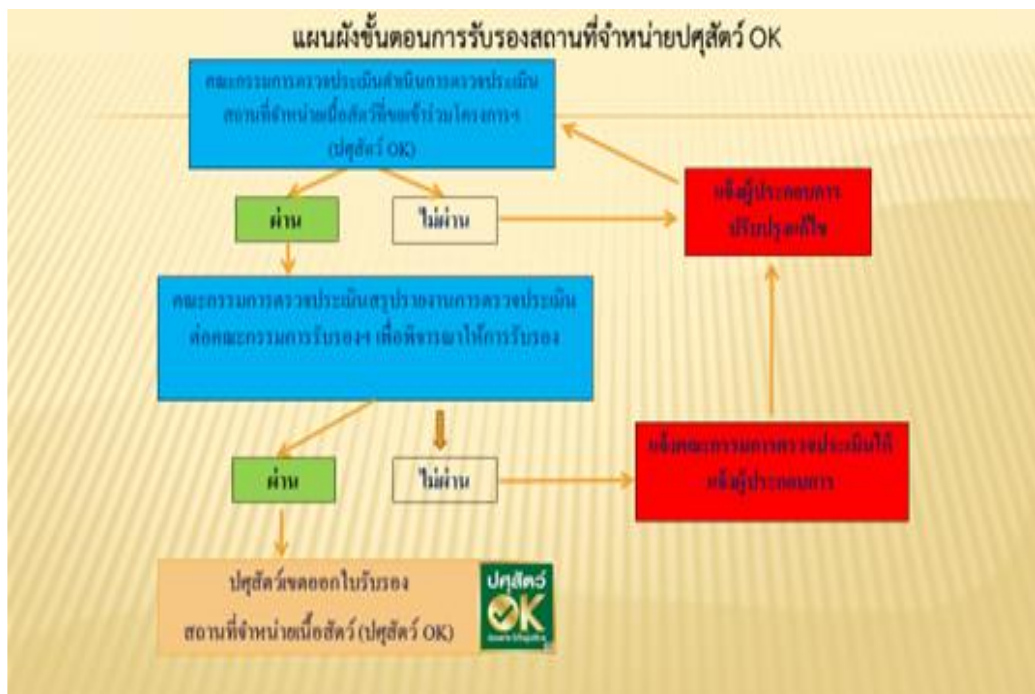 แผนผังขั้นตอนการรับรองสถานที่จำหน่ายปศุสัตว์ OK
คณะกรรมการตรวจประเมินดำเนินการตรวจประเมิน
สถานที่จำหน่ายเนื้อสัตว์ที่ขอเข้าร่วมโครงการฯ
(ปศุสัตว์ OK)
ผ่าน
ไม่ผ่าน
แจ้งผู้ประกอบการ
ปรับปรุงแก้ไข
คณะกรรมการตรวจประเมินสรุปรายงานการตรวจประเมิน
ต่อคณะกรรมการรับรองฯ เพื่อพิจารณาให้การรับรอง
ผ่าน
ไม่ผ่าน
แจ้งคณะกรรมการตรวจประเมินให้
แจ้งผู้ประกอบการ
ปศุสัตว์เขตออกใบรับรอง
สถานที่จำหน่ายเนื้อสัตว์ (ปศุสัตว์ OK)
ปศุสัตว์
OK